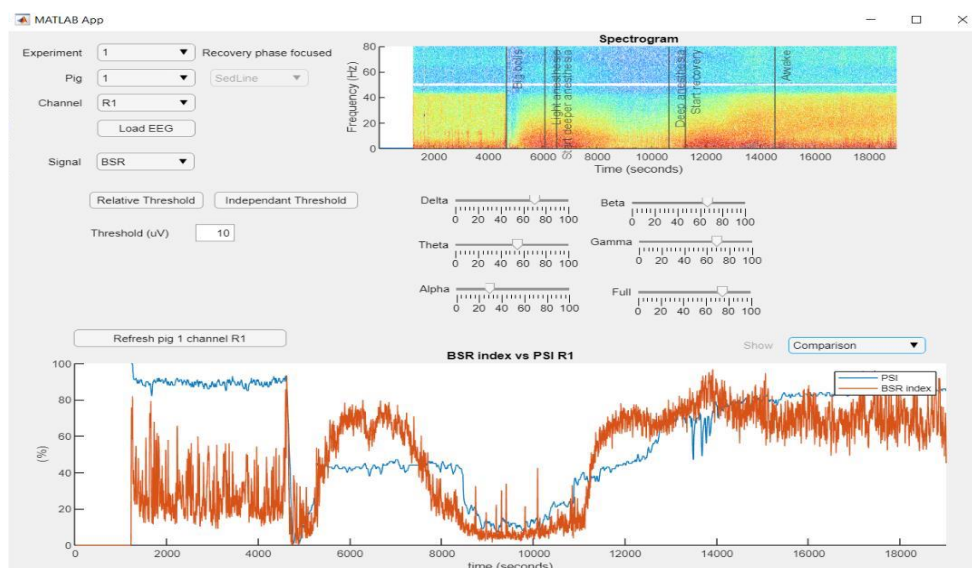 MATLAB App
Experiment 1 Recovery phase focused
Pig 1 SedLine
Channel R1
Load EEG
Signal BSR
Relative Threshold Independant Threshold
Threshold (uV) 10
Spectrogram
Frequency (Hz)
80
60
40
20
0
Big bolis
Light anesthesia
Start deeper anesthesia
Deep anesthesia
Start recovery
Awake
2000 4000 6000 8000 10000 12000 14000 16000 18000
Time (seconds)
Delta
0 20 40 60 80 100
Beta
0 20 40 60 80 100
Theta
0 20 40 60 80 100
Gamma
0 20 40 60 80 100
Alpha
0 20 40 60 80 100
Full
0 20 40 60 80 100
Refresh pig 1 channel R1
Show Comparison
BSR index vs PSI R1
PSI
BSR index
(%)
100
80
60
40
20
0
0 2000 4000 6000 8000 10000 12000 14000 16000 18000
time (seconds)